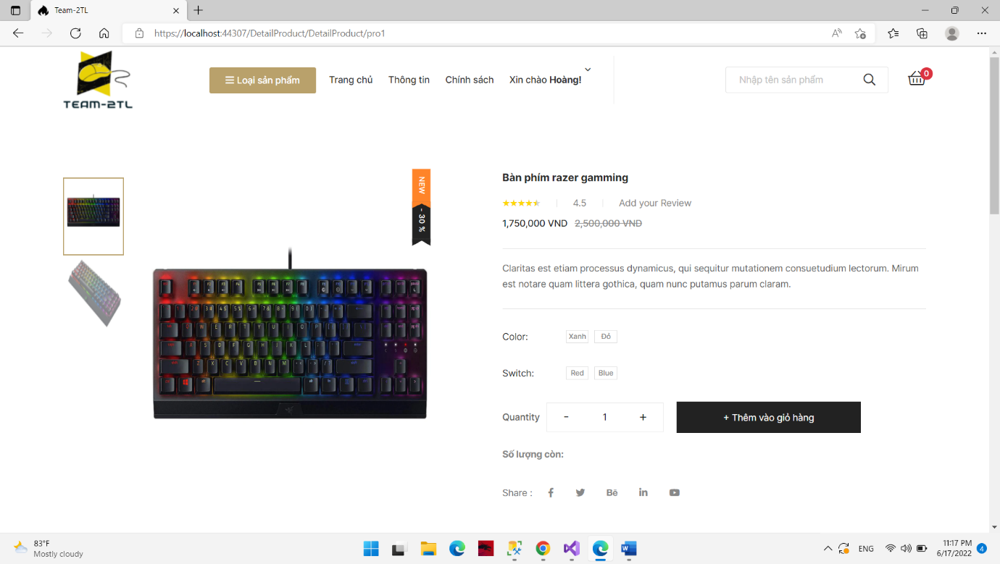 Team-2TL
https://localhost:44307/DetailProduct/DetailProduct/pro1
TEAM-2TL
Loại sản phẩm
Trang chủ
Thông tin
Chính sách
Xin chào Hoàng!
Nhập tên sản phẩm
0
NEW
- 30 %
Bàn phím razer gamming
4.5
Add your Review
1,750,000 VND 2,500,000 VND
Claritas est etiam processus dynamicus, qui sequitur mutationem consuetudium lectorum. Mirum
est notare quam littera gothica, quam nunc putamus parum claram.
Color: Xanh Đỏ
Switch: Red Blue
Quantity - 1 + + Thêm vào giỏ hàng
Số lượng còn:
Share :
83°F
Mostly cloudy
ENG
11:17 PM
6/17/2022
4